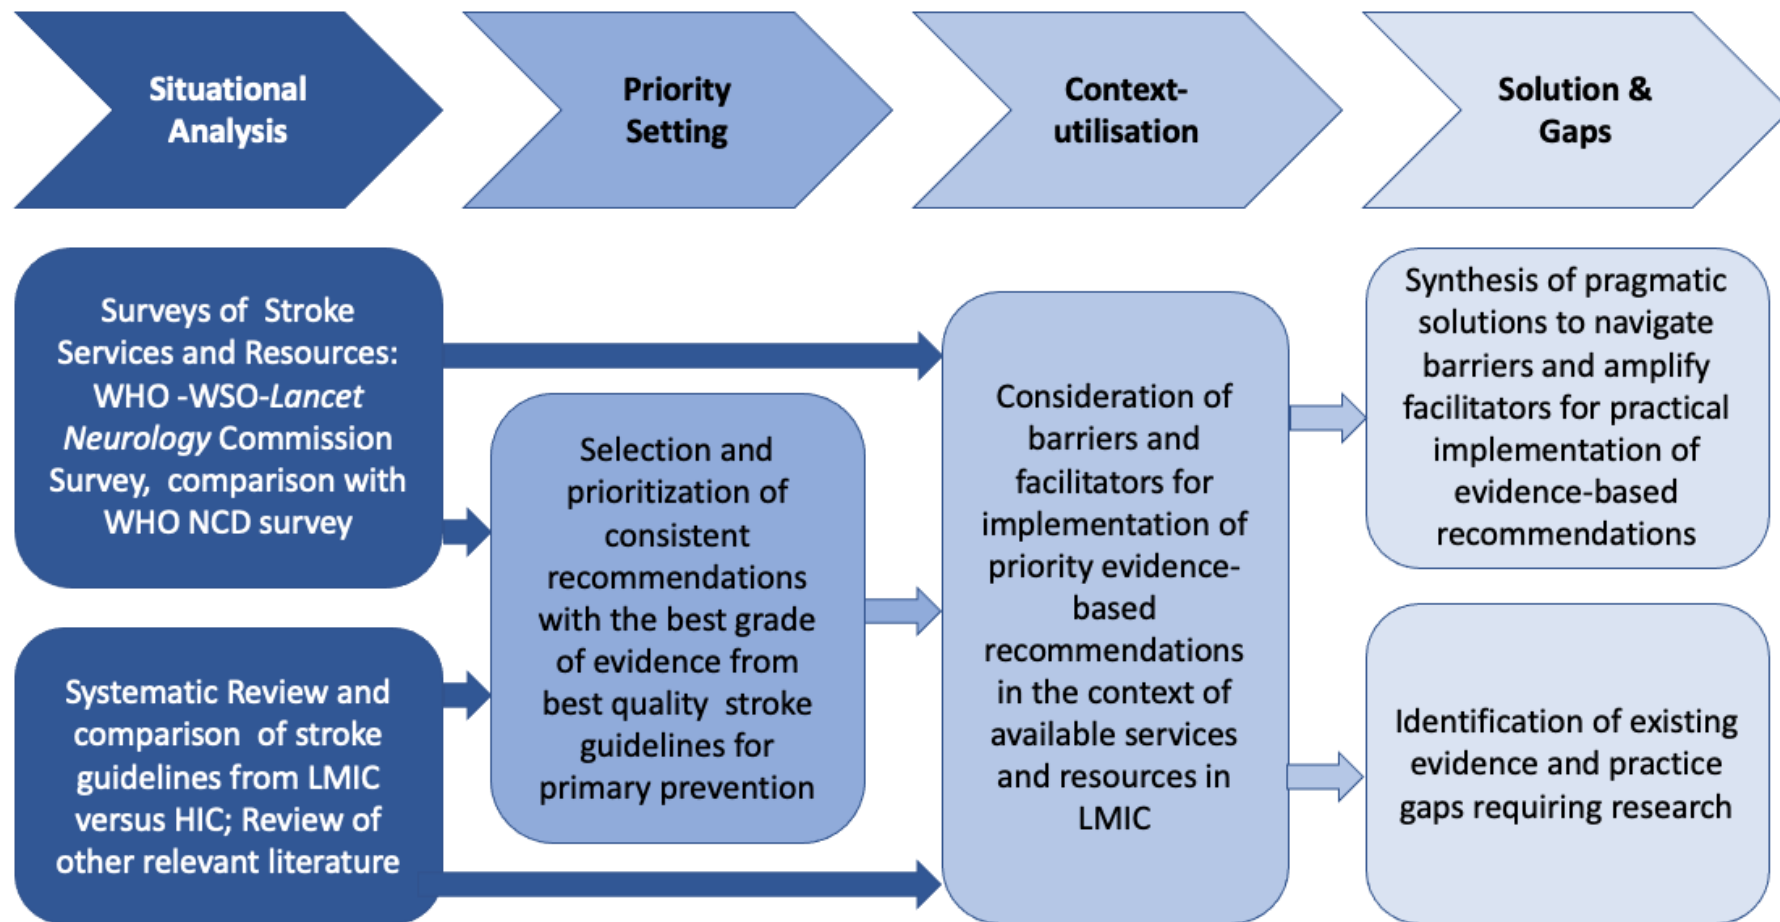 Situational
Analysis
Priority
Setting
Context-
utilisation
Solution &
Gaps
Surveys of Stroke
Services and Resources:
WHO -WSO-Lancet
Neurology Commission
Survey, comparison with
WHO NCD survey
Systematic Review and
comparison of stroke
guidelines from LMIC
versus HIC; Review of
other relevant literature
Selection and
prioritization of
consistent
recommendations
with the best grade
of evidence from
best quality stroke
guidelines for
primary prevention
Consideration of
barriers and
facilitators for
implementation of
priority evidence-
based
recommendations
in the context of
available services
and resources in
LMIC
Synthesis of pragmatic
solutions to navigate
barriers and amplify
facilitators for practical
implementation of
evidence-based
recommendations
Identification of existing
evidence and practice
gaps requiring research